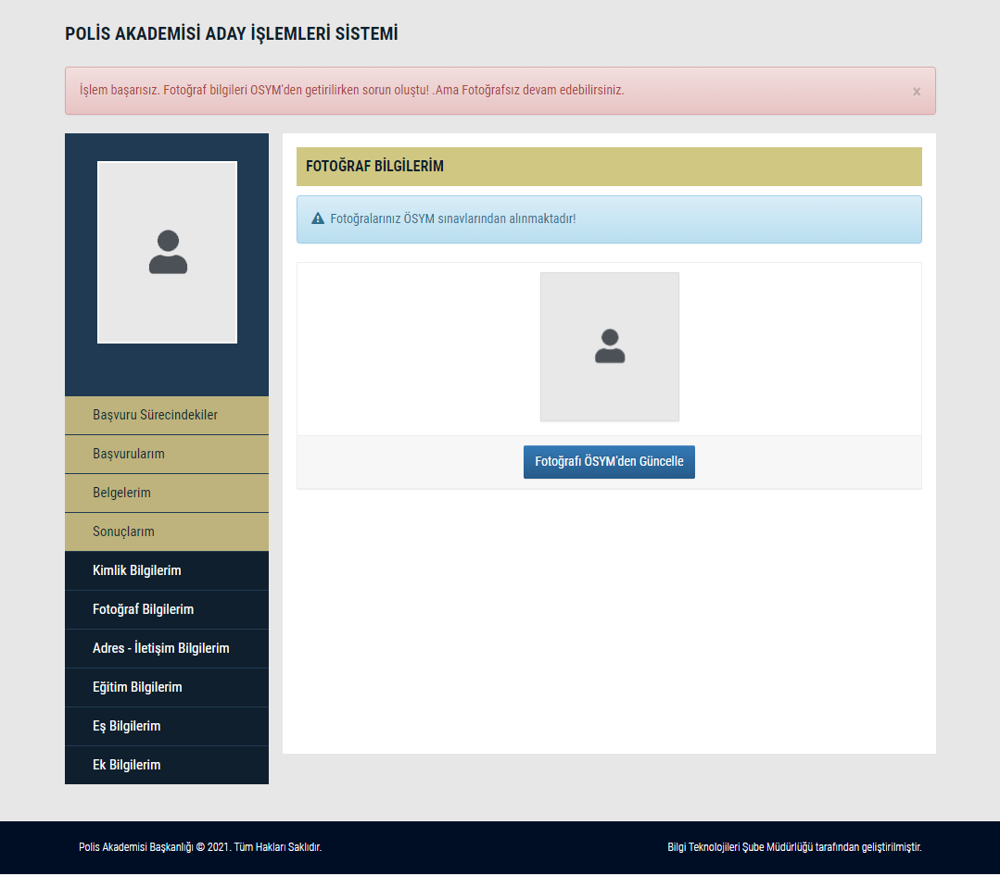 POLİS AKADEMİSİ ADAY İŞLEMLERİ SİSTEMİ
İşlem başarısız. Fotoğraf bilgileri OSYM'den getirilirken sorun oluştu! .Ama Fotoğrafsız devam edebilirsiniz.
×
FOTOĞRAF BİLGİLERİM
Fotoğralarınız ÖSYM sınavlarından alınmaktadır!
Fotoğrafı ÖSYM'den Güncelle
Başvuru Sürecindekiler
Başvurularım
Belgelerim
Sonuçlarım
Kimlik Bilgilerim
Fotoğraf Bilgilerim
Adres - İletişim Bilgilerim
Eğitim Bilgilerim
Eş Bilgilerim
Ek Bilgilerim
Polis Akademisi Başkanlığı © 2021. Tüm Hakları Saklıdır.
Bilgi Teknolojileri Şube Müdürlüğü tarafından geliştirilmiştir.